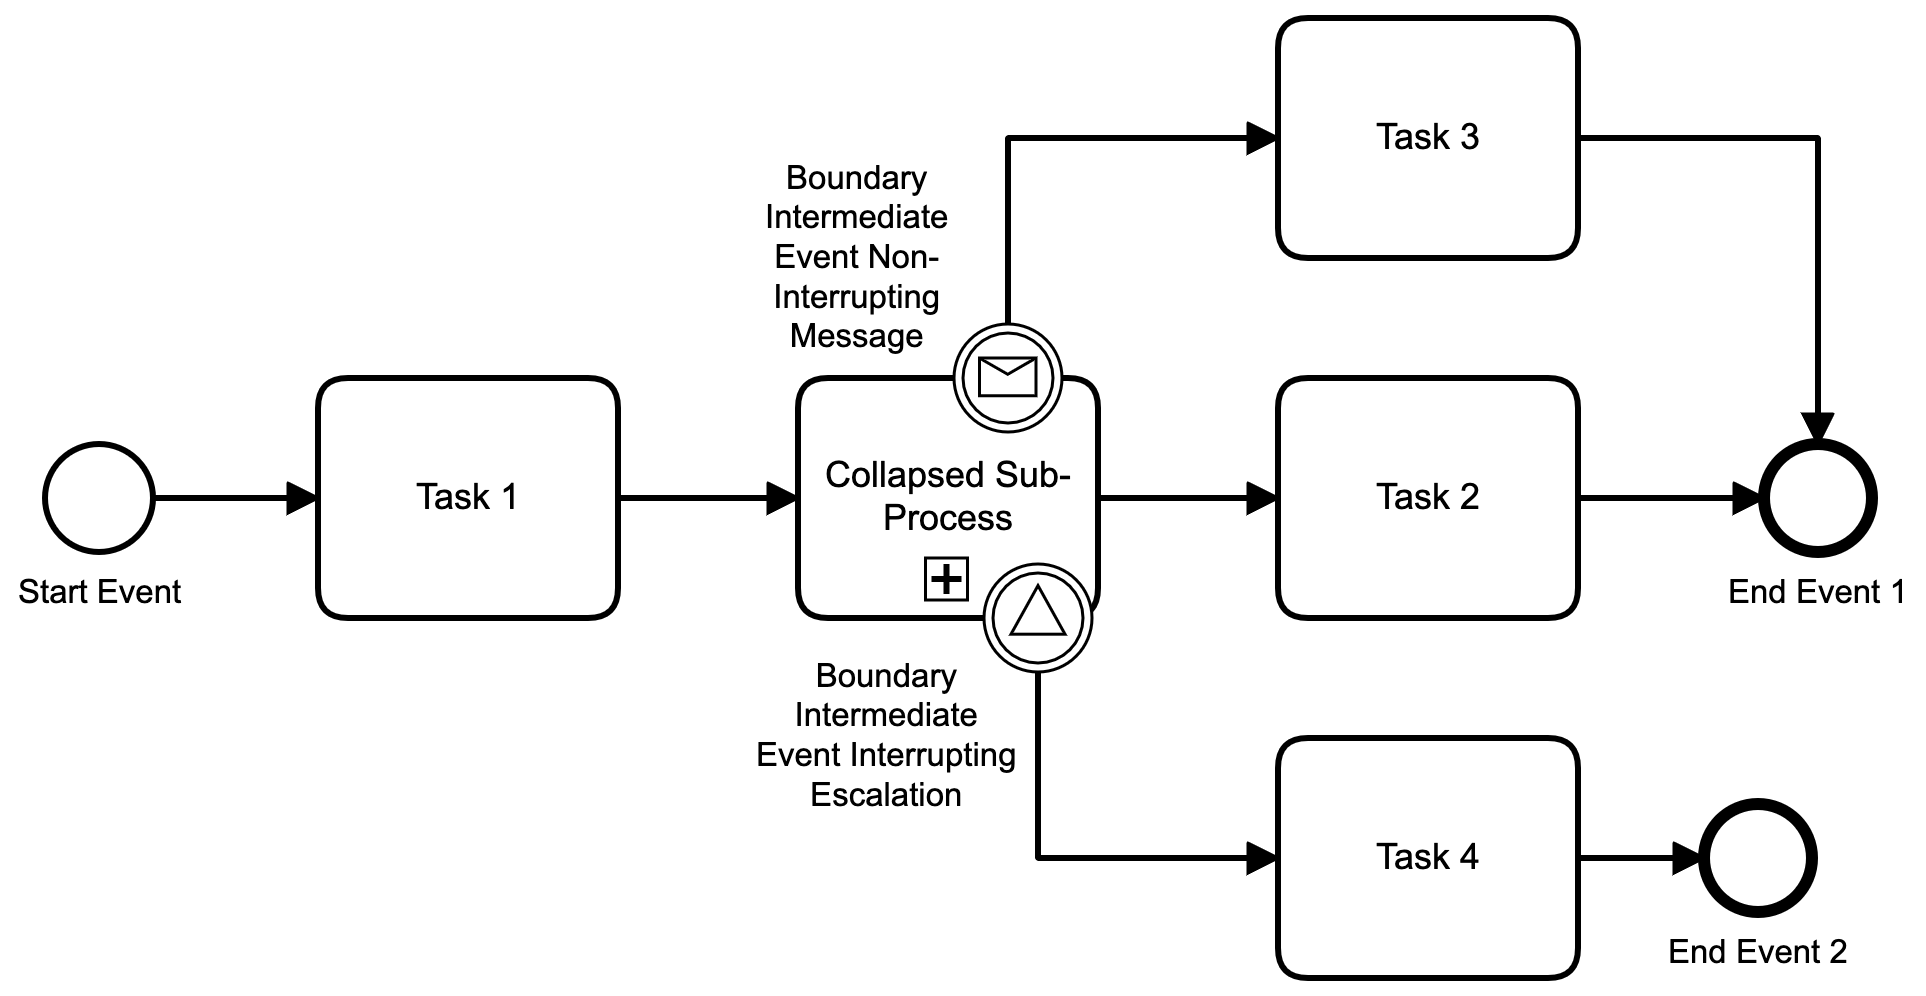 Task 3
Boundary
Intermediate
Event Non-
Interrupting
Message
Start Event
Task 1
Collapsed Sub-
Process
Task 2
End Event 1
Boundary
Intermediate
Event Interrupting
Escalation
Task 4
End Event 2